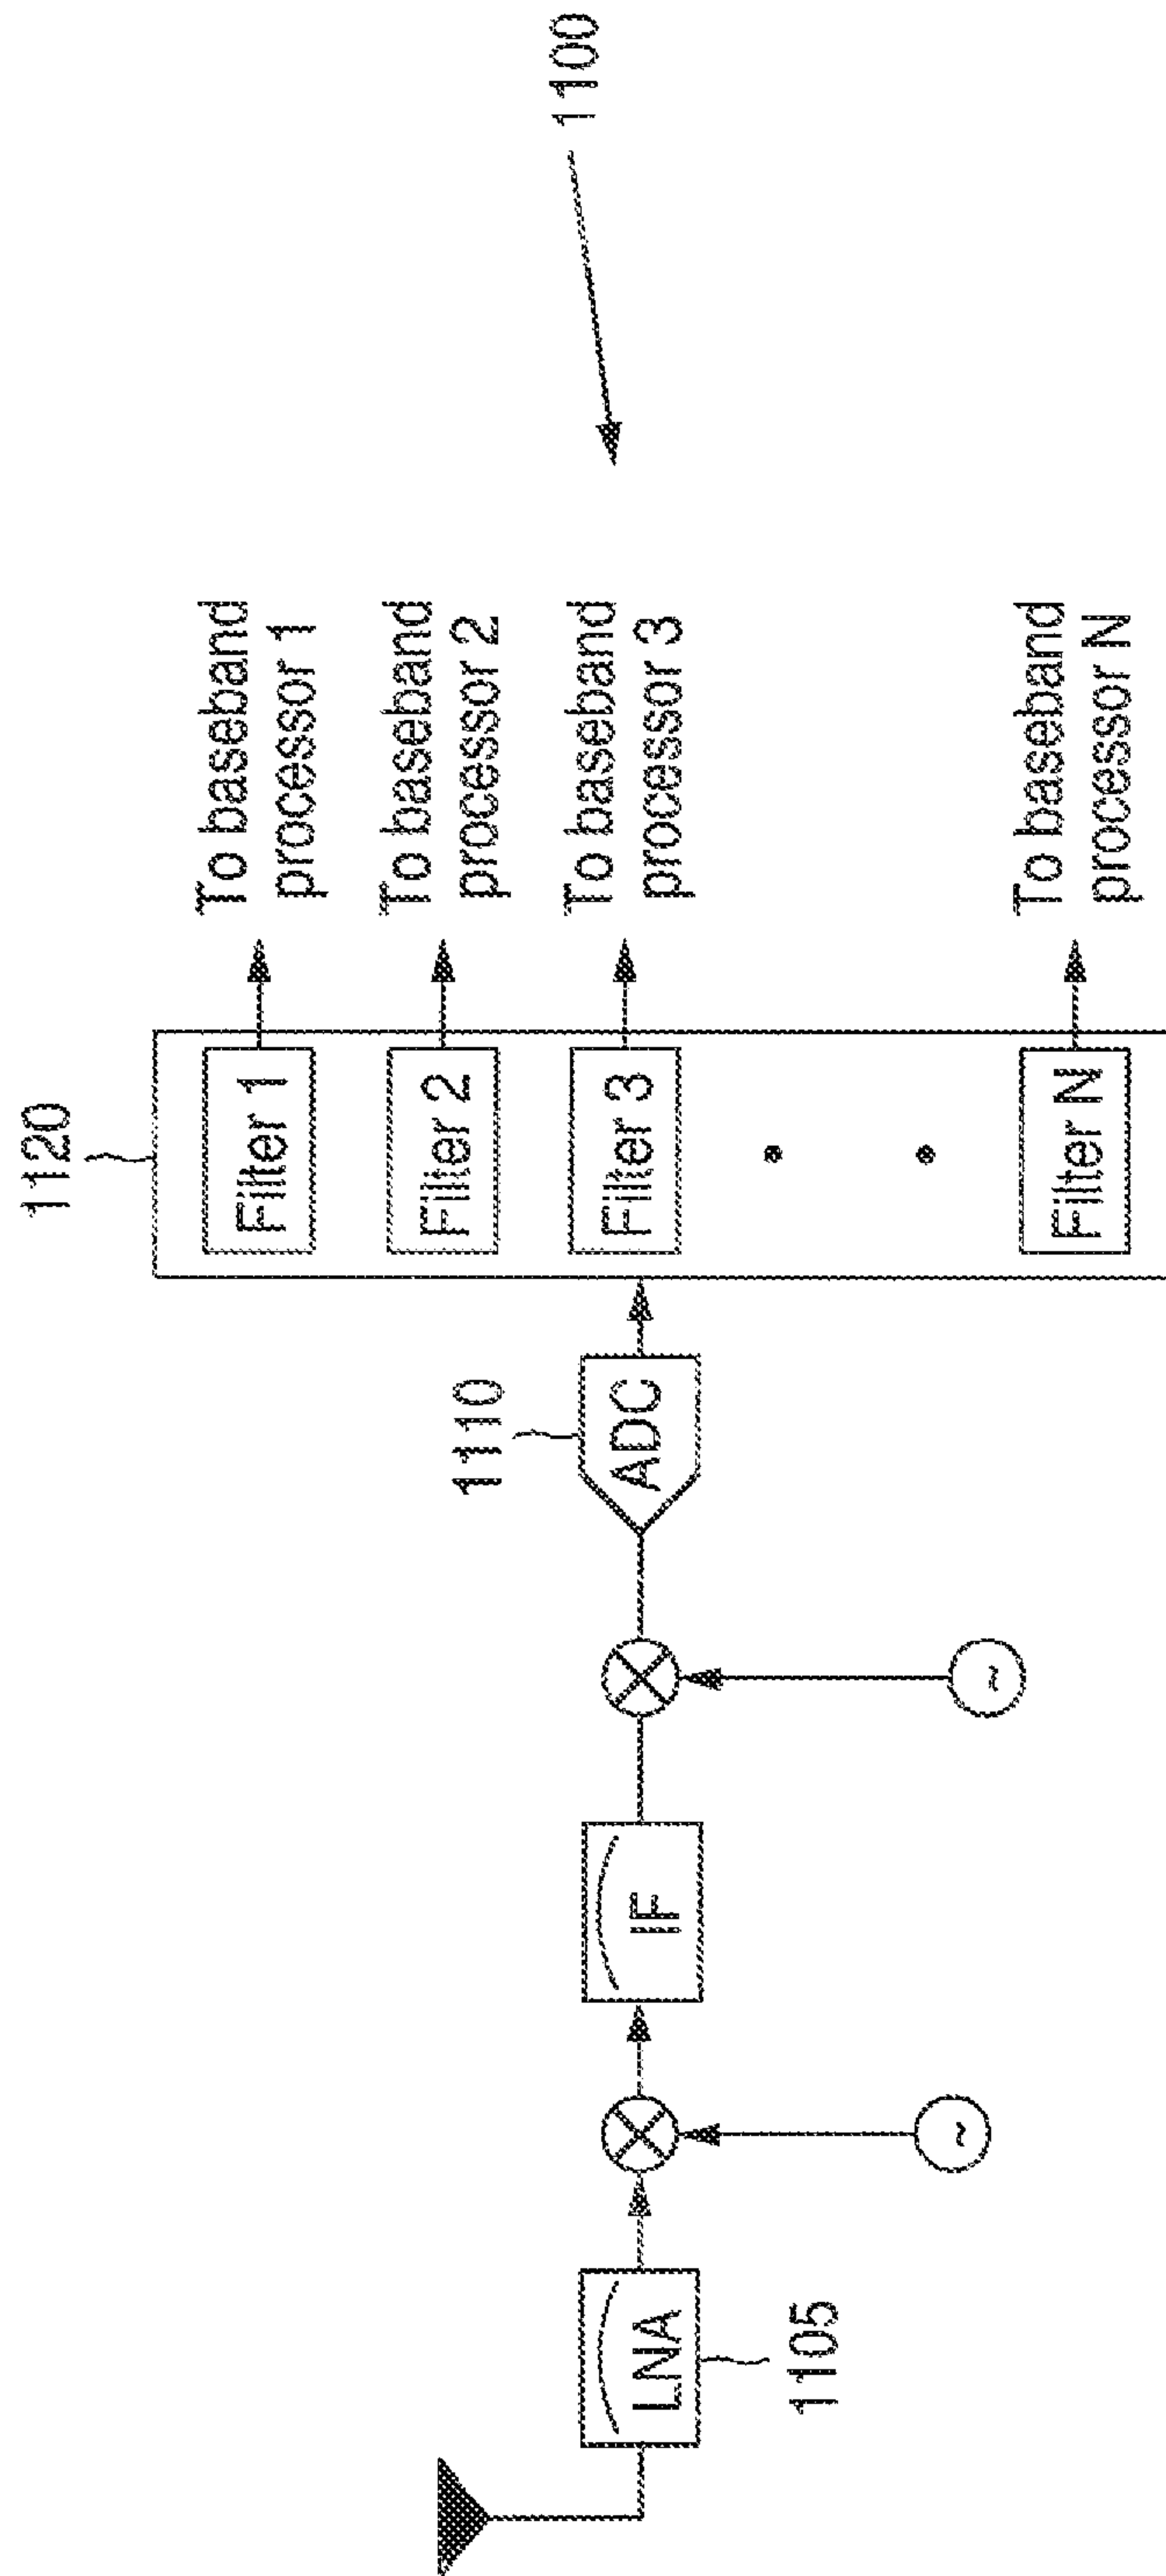 1120
Filter 1
To baseband
processor 1
Filter 2
To baseband
processor 2
1110
ADC
Filter 3
To baseband
processor 3
1100
LNA
IF
1105
Filter N
To baseband
processor N
~
~